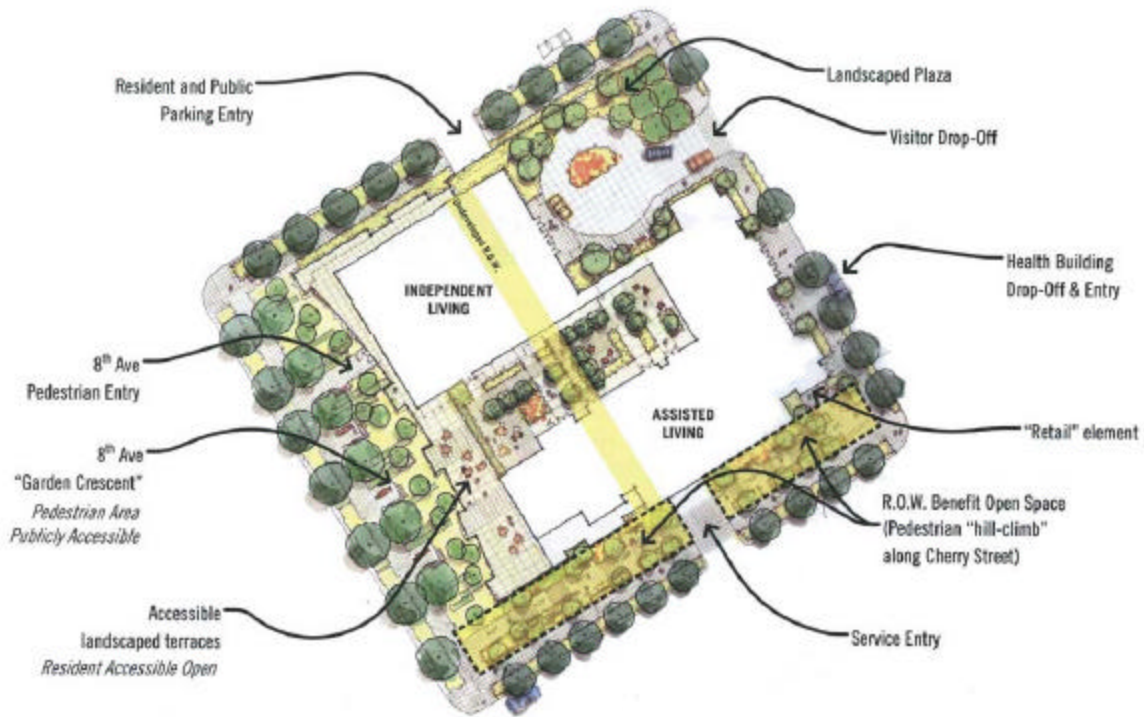 Resident and Public
Parking Entry
Landscaped Plaza
Visitor Drop-Off
Underground R.O.W.
INDEPENDENT
LIVING
Health Building
Drop-Off & Entry
8th Ave
Pedestrian Entry
ASSISTED
LIVING
"Retail" element
8th Ave
"Garden Crescent"
Pedestrian Area
Publicly Accessible
R.O.W. Benefit Open Space
(Pedestrian "hill-climb"
along Cherry Street)
Accessible
landscaped terraces
Resident Accessible Open
Service Entry